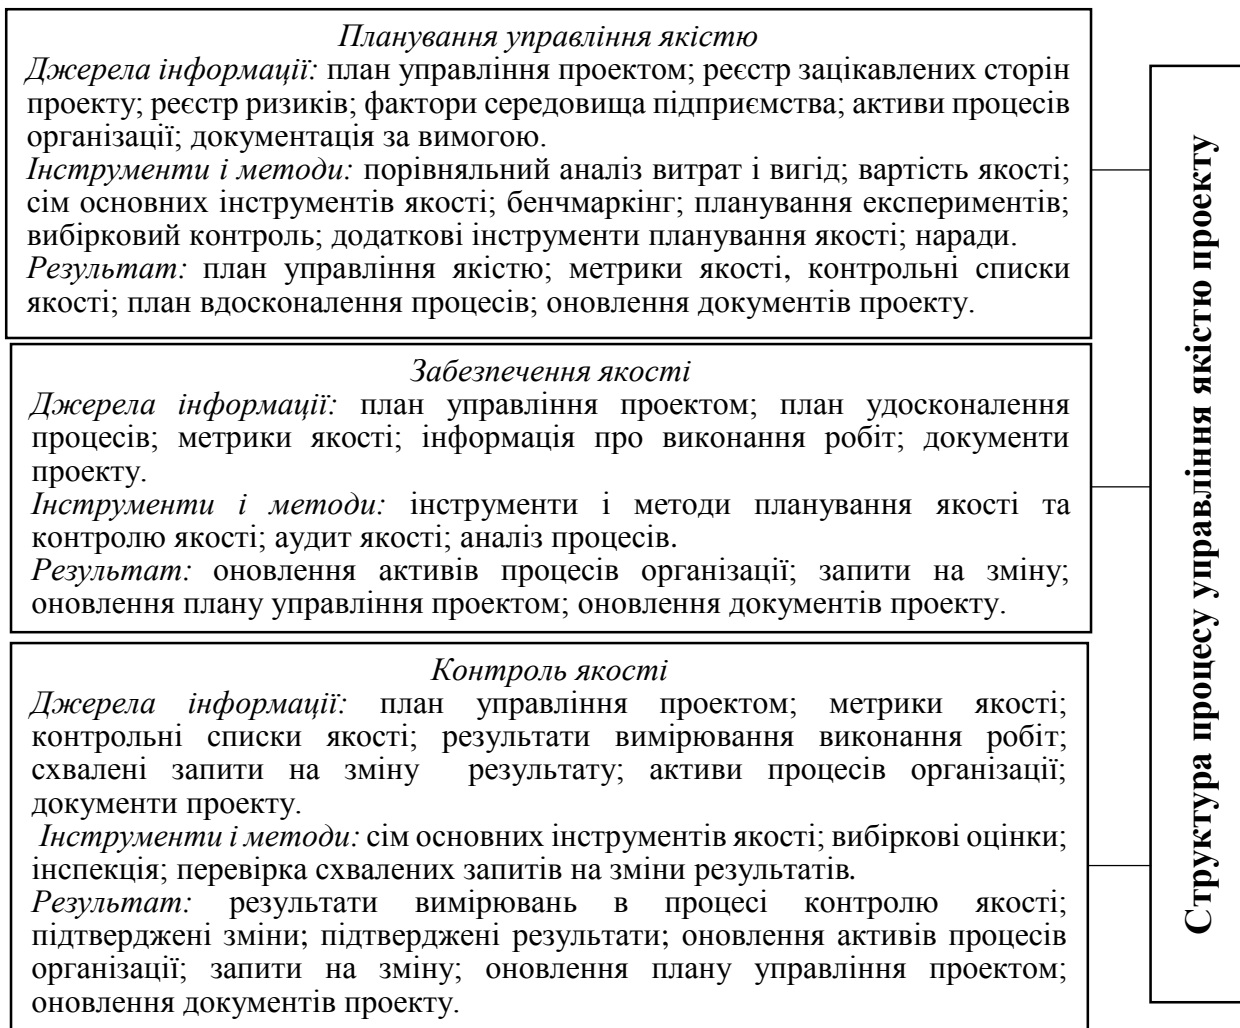 Планування управління якістю
Джерела інформації: план управління проектом; реєстр зацікавлених сторін
проекту; реєстр ризиків; фактори середовища підприємства; активи процесів
організації; документація за вимогою.
Інструменти і методи: порівняльний аналіз витрат і вигід; вартість якості;
сім основних інструментів якості; бенчмаркінг; планування експериментів;
вибірковий контроль; додаткові інструменти планування якості; наради.
Результат: план управління якістю; метрики якості, контрольні списки
якості; план вдосконалення процесів; оновлення документів проекту.
Забезпечення якості
Джерела інформації: план управління проектом; план удосконалення
процесів; метрики якості; інформація про виконання робіт; документи
проекту.
Інструменти і методи: інструменти і методи планування якості та
контролю якості; аудит якості; аналіз процесів.
Результат: оновлення активів процесів організації; запити на зміну;
оновлення плану управління проектом; оновлення документів проекту.
Контроль якості
Джерела інформації: план управління проектом; метрики якості;
контрольні списки якості; результати вимірювання виконання робіт;
схвалені запити на зміну результату; активи процесів організації;
документи проекту.
Інструменти і методи: сім основних інструментів якості; вибіркові оцінки;
інспекція; перевірка схвалених запитів на зміни результатів.
Результат: результати вимірювань в процесі контролю якості;
підтверджені зміни; підтверджені результати; оновлення активів процесів
організації; запити на зміну; оновлення плану управління проектом;
оновлення документів проекту.
Структура процесу управління якістю проекту